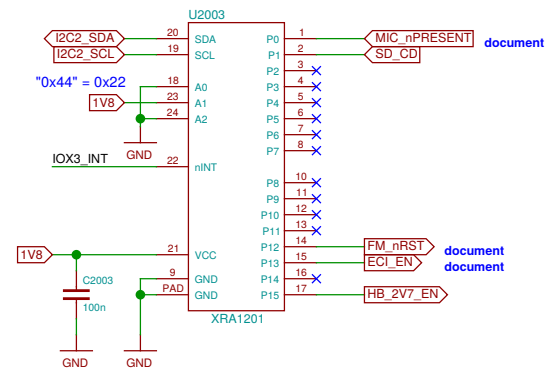 U2003
I2C2_SDA 20 SDA P0 1 MIC_nPRESENT document
I2C2_SCL 19 SCL P1 2 SD_CD
P2 3
"0x44" = 0x22 18 A0 P3 4
1V8 23 A1 P4 5
24 A2 P5 6
P6 7
GND P7 8
IOX3_INT 22 nINT
P8 10
P9 11
P10 12
P11 13
P12 14 FM_nRST document
1V8 21 VCC P13 15 ECI_EN document
C2003 9 GND P14 16
100n PAD GND P15 17 HB_2V7_EN
XRA1201
GND GND